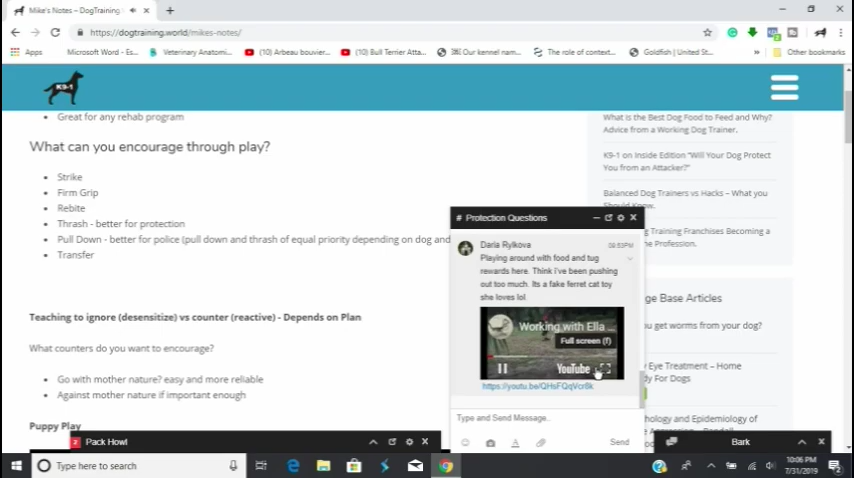 Mike's Notes – DogTraining
https://dogtraining.world/mikes-notes/
Apps
Microsoft Word - Es...
Veterinary Anatomi...
(10) Arbeau bouvier...
(10) Bull Terrier Atta...
Our kennel nam...
The role of context...
Goldfish | United St...
Other bookmarks
K9-1
Great for any rehab program
What can you encourage through play?
Strike
Firm Grip
Rebite
Thrash - better for protection
Pull Down - better for police (pull down and thrash of equal priority depending on dog and
Transfer
Teaching to ignore (desensitize) vs counter (reactive) - Depends on Plan
What counters do you want to encourage?
Go with mother nature? easy and more reliable
Against mother nature if important enough
Puppy Play
What is the Best Dog Food to Feed and Why?
Advice from a Working Dog Trainer.
K9-1 on Inside Edition "Will Your Dog Protect
You from an Attacker?"
Balanced Dog Trainers vs Hacks – What you
Should Know.
Training Franchises Becoming a
he Profession.
ge Base Articles
u get worms from your dog?
Eye Treatment – Home
dy For Dogs
hology and Epidemiology of
# Protection Questions
Daria Rylkova
Playing around with food and tug
rewards here. Think i've been pushing
out too much. Its a fake ferret cat toy
she loves lol.
Working with Ella ...
Full screen (f)
YouTube
Type and Send Message..
Send
2
Pack Howl
Bark
Type here to search
10:06 PM
7/31/2019
2